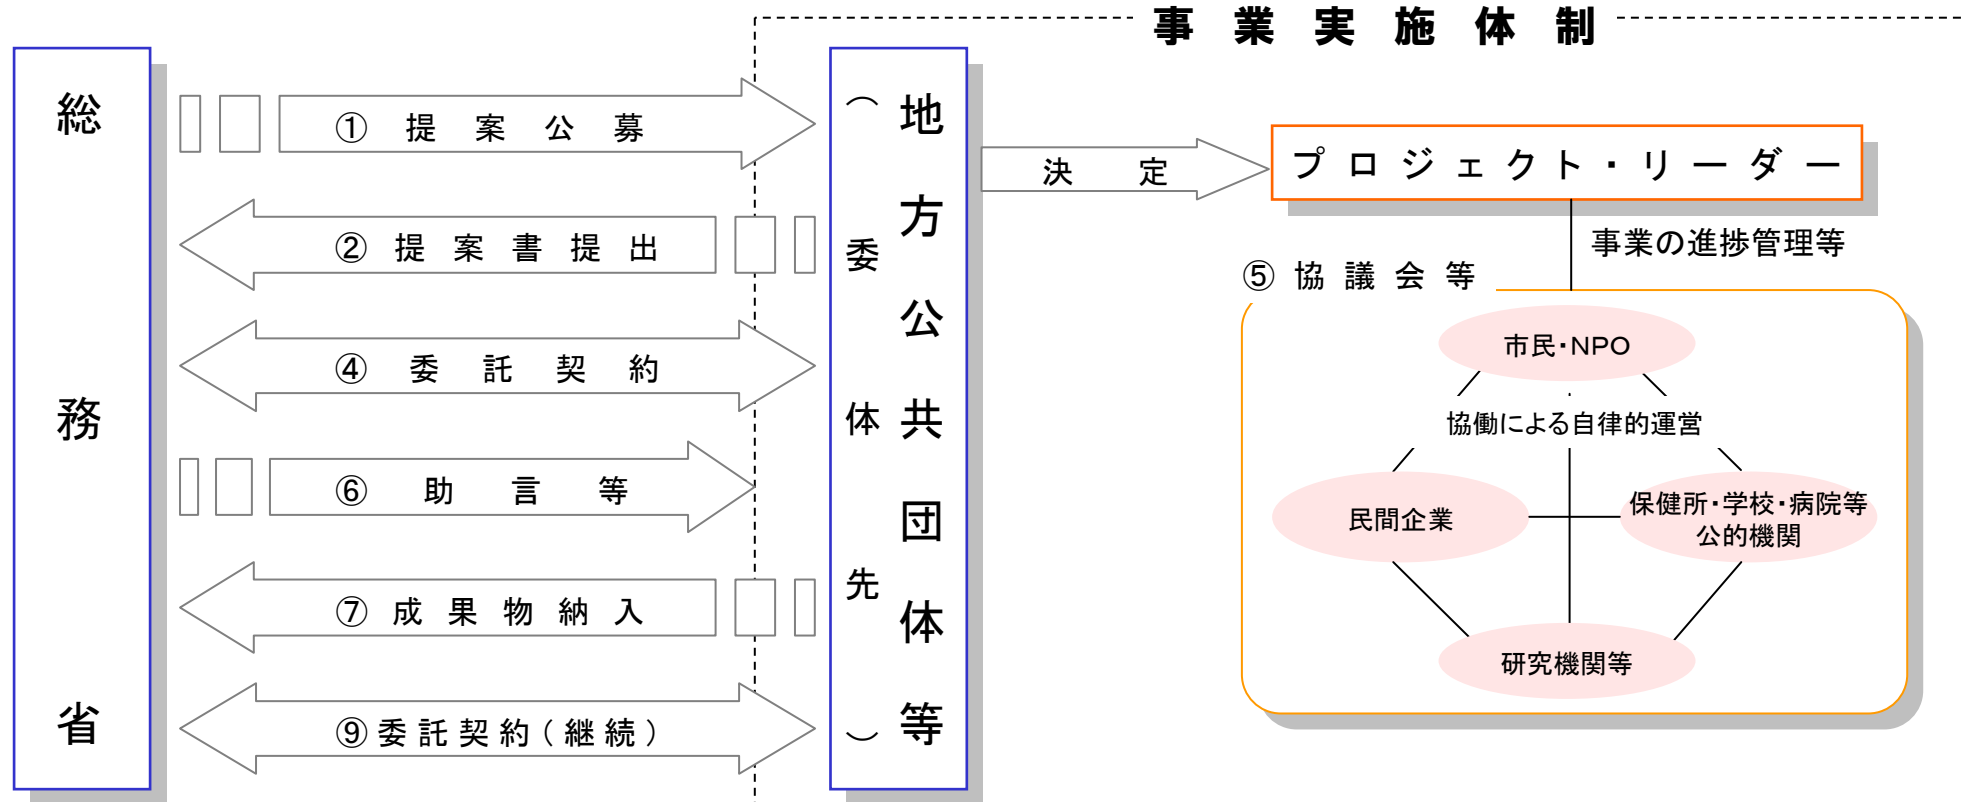 事業実施体制
総務省
①提案公募
②提案書提出
④委託契約
⑥助言等
⑦成果物納入
⑨委託契約(継続)
地方公共団体等
(委体先)
決定
プロジェクト・リーダー
事業の進捗管理等
⑤協議会等
市民・NPO
協働による自律的運営
民間企業
保健所・学校・病院等
公的機関
研究機関等